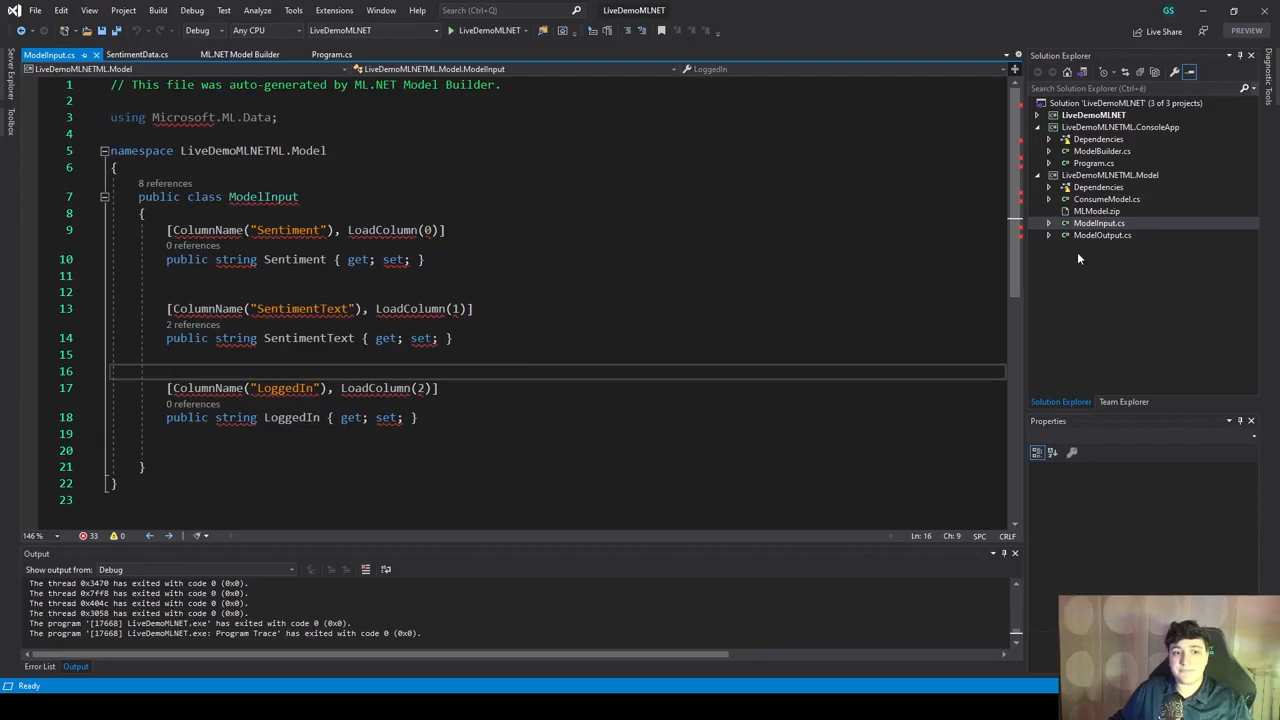 File Edit View Project Build Debug Test Analyze Tools Extensions Window Help Search (Ctrl+Q) LiveDemoMLNET GS
Debug Any CPU LiveDemoMLNET LiveDemoMLNET Live Share PREVIEW
ModelInput.cs SentimentData.cs ML.NET Model Builder Program.cs
LiveDemoMLNETML.Model LiveDemoMLNETML.Model.ModelInput LoggedIn
Server Explorer
Toolbox
1 // This file was auto-generated by ML.NET Model Builder.
2
3 using Microsoft.ML.Data;
4
5 namespace LiveDemoMLNETML.Model
6 {
8 references
7 public class ModelInput
8 {
9 [ColumnName("Sentiment"), LoadColumn(0)]
0 references
10 public string Sentiment { get; set; }
11
12
13 [ColumnName("SentimentText"), LoadColumn(1)]
2 references
14 public string SentimentText { get; set; }
15
16
17 [ColumnName("LoggedIn"), LoadColumn(2)]
0 references
18 public string LoggedIn { get; set; }
19
20
21 }
22 }
23
146 % 33 0 Ln: 16 Ch: 9 SPC CRLF
Output
Show output from: Debug
The thread 0x3470 has exited with code 0 (0x0).
The thread 0x7ff8 has exited with code 0 (0x0).
The thread 0x404c has exited with code 0 (0x0).
The thread 0x3058 has exited with code 0 (0x0).
The program '[17668] LiveDemoMLNET.exe' has exited with code 0 (0x0).
The program '[17668] LiveDemoMLNET.exe: Program Trace' has exited with code 0 (0x0).
Error List Output
Ready
Solution Explorer
Search Solution Explorer (Ctrl+è)
Solution 'LiveDemoMLNET' (3 of 3 projects)
LiveDemoMLNET
LiveDemoMLNETML.ConsoleApp
Dependencies
ModelBuilder.cs
Program.cs
LiveDemoMLNETML.Model
Dependencies
ConsumeModel.cs
MLModel.zip
ModelInput.cs
ModelOutput.cs
Solution Explorer Team Explorer
Properties
Diagnostic Tools